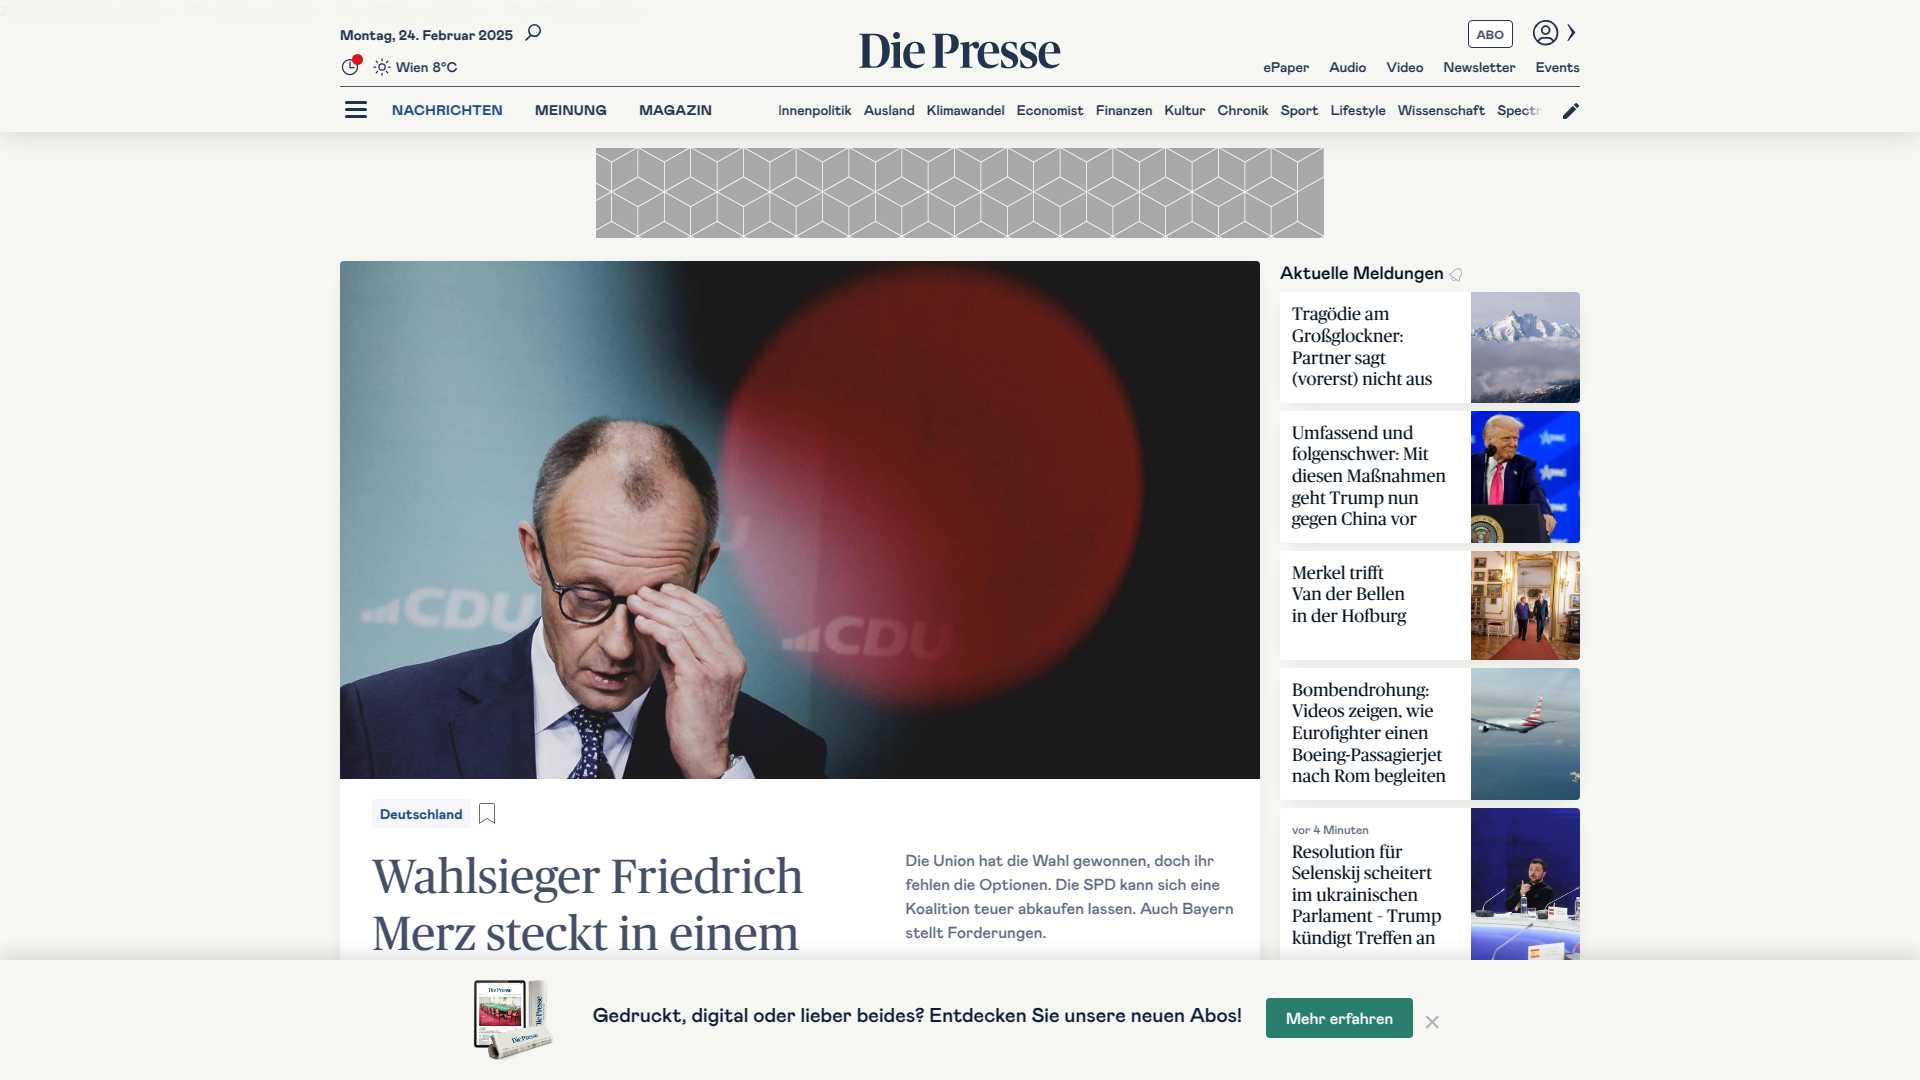 Montag, 24. Februar 2025
Die Presse
ABO
Wien 8°C
ePaper Audio Video Newsletter Events
NACHRICHTEN MEINUNG MAGAZIN
Innenpolitik Ausland Klimawandel Economist Finanzen Kultur Chronik Sport Lifestyle Wissenschaft Spectr
CDU
CDU
Deutschland
Wahlsieger Friedrich
Merz steckt in einem
Die Union hat die Wahl gewonnen, doch ihr
fehlen die Optionen. Die SPD kann sich eine
Koalition teuer abkaufen lassen. Auch Bayern
stellt Forderungen.
Aktuelle Meldungen
Tragödie am
Großglockner:
Partner sagt
(vorerst) nicht aus
Umfassend und
folgenschwer: Mit
diesen Maßnahmen
geht Trump nun
gegen China vor
Merkel trifft
Van der Bellen
in der Hofburg
Bombendrohung:
Videos zeigen, wie
Eurofighter einen
Boeing-Passagierjet
nach Rom begleiten
vor 4 Minuten
Resolution für
Selenskij scheitert
im ukrainischen
Parlament – Trump
kündigt Treffen an
Die Presse
Die Presse
Die Presse
Gedruckt, digital oder lieber beides? Entdecken Sie unsere neuen Abos!
Mehr erfahren